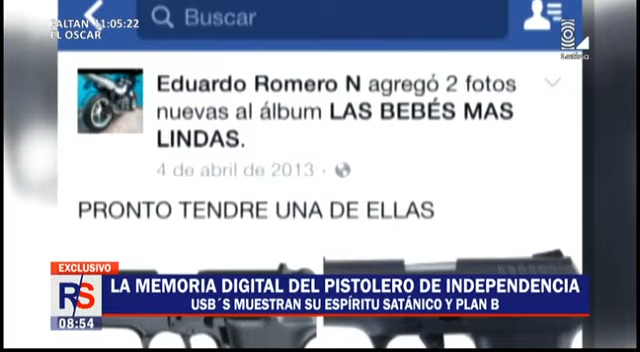 FALTAN 11:05:22
EL OSCAR
Buscar
Latina
Eduardo Romero N agregó 2 fotos
nuevas al álbum LAS BEBÉS MAS
LINDAS.
4 de abril de 2013
PRONTO TENDRE UNA DE ELLAS
EXCLUSIVO
RS
LA MEMORIA DIGITAL DEL PISTOLERO DE INDEPENDENCIA
USB´S MUESTRAN SU ESPÍRITU SATÁNICO Y PLAN B
08:54